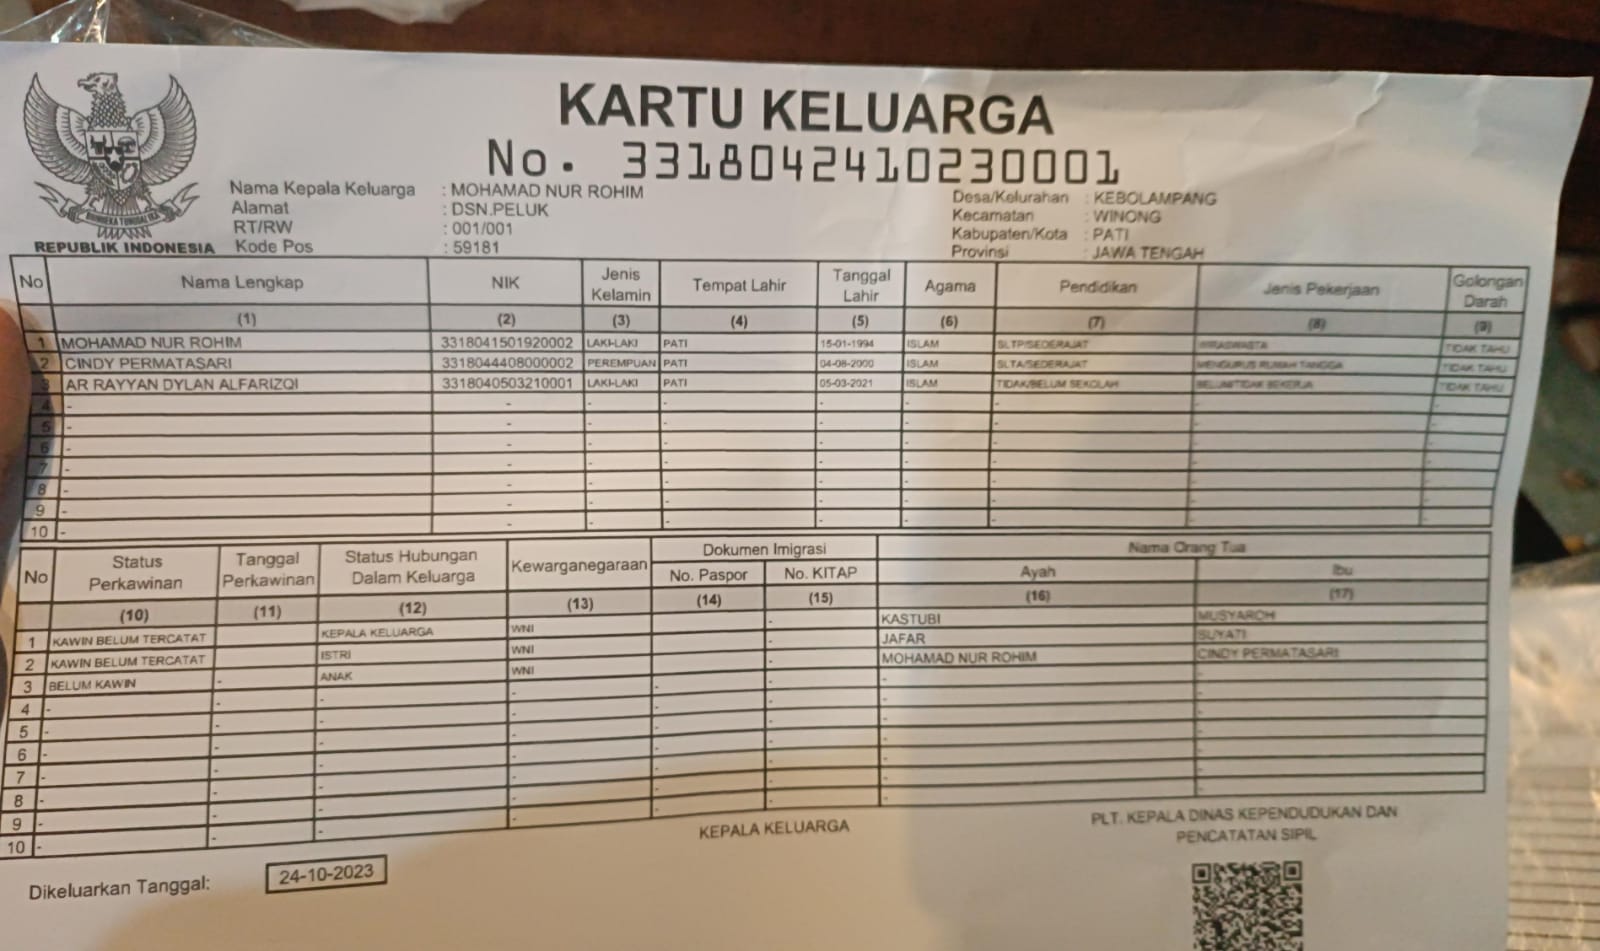 KARTU KELUARGA
No. 3318042410230001
REPUBLIK INDONESIA
Nama Kepala Keluarga : MOHAMAD NUR ROHIM
Alamat : DSN.PELUK
RT/RW : 001/001
Kode Pos : 59181
Desa/Kelurahan : KEBOLAMPANG
Kecamatan : WINONG
Kabupaten/Kota : PATI
Provinsi : JAWA TENGAH
No Nama Lengkap NIK Jenis Kelamin Tempat Lahir Tanggal Lahir Agama Pendidikan Jenis Pekerjaan Golongan Darah
(1) (2) (3) (4) (5) (6) (7) (8) (9)
1 MOHAMAD NUR ROHIM 3318041501920002 LAKI-LAKI PATI 15-01-1994 ISLAM SLTP/SEDERAJAT WIRASWASTA TIDAK TAHU
2 CINDY PERMATASARI 3318044408000002 PEREMPUAN PATI 04-08-2000 ISLAM SLTA/SEDERAJAT MENGURUS RUMAH TANGGA TIDAK TAHU
3 AR RAYYAN DYLAN ALFARIZQI 3318040503210001 LAKI-LAKI PATI 05-03-2021 ISLAM TIDAK/BELUM SEKOLAH BELUM/TIDAK BEKERJA TIDAK TAHU
4 - - - - - - - - -
5 - - - - - - - - -
6 - - - - - - - - -
7 - - - - - - - - -
8 - - - - - - - - -
9 - - - - - - - - -
10 - - - - - - - - -
No Status Perkawinan Tanggal Perkawinan Status Hubungan Dalam Keluarga Kewarganegaraan Dokumen Imigrasi Nama Orang Tua
No. Paspor No. KITAP Ayah Ibu
(10) (11) (12) (13) (14) (15) (16) (17)
1 KAWIN BELUM TERCATAT KEPALA KELUARGA WNI - KASTUBI MUSYAROH
2 KAWIN BELUM TERCATAT ISTRI WNI - JAFAR SUYATI
3 BELUM KAWIN - ANAK WNI - MOHAMAD NUR ROHIM CINDY PERMATASARI
4 - - - - - - - -
5 - - - - - - - -
6 - - - - - - - -
7 - - - - - - - -
8 - - - - - - - -
9 - - - - - - - -
10 - - - - - - - -
Dikeluarkan Tanggal: 24-10-2023
KEPALA KELUARGA
PLT. KEPALA DINAS KEPENDUDUKAN DAN
PENCATATAN SIPIL